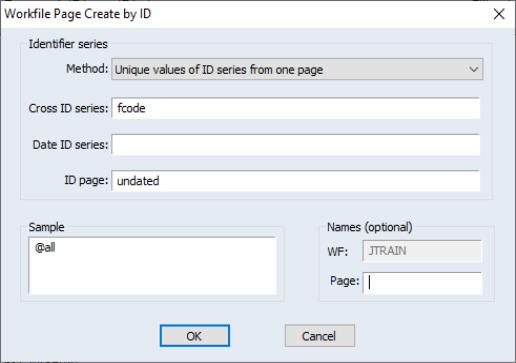 Workfile Page Create by ID
Identifier series
Method: Unique values of ID series from one page
Cross ID series: fcode
Date ID series:
ID page: undated
Sample
@all
Names (optional)
WF: JTRAIN
Page:
OK Cancel